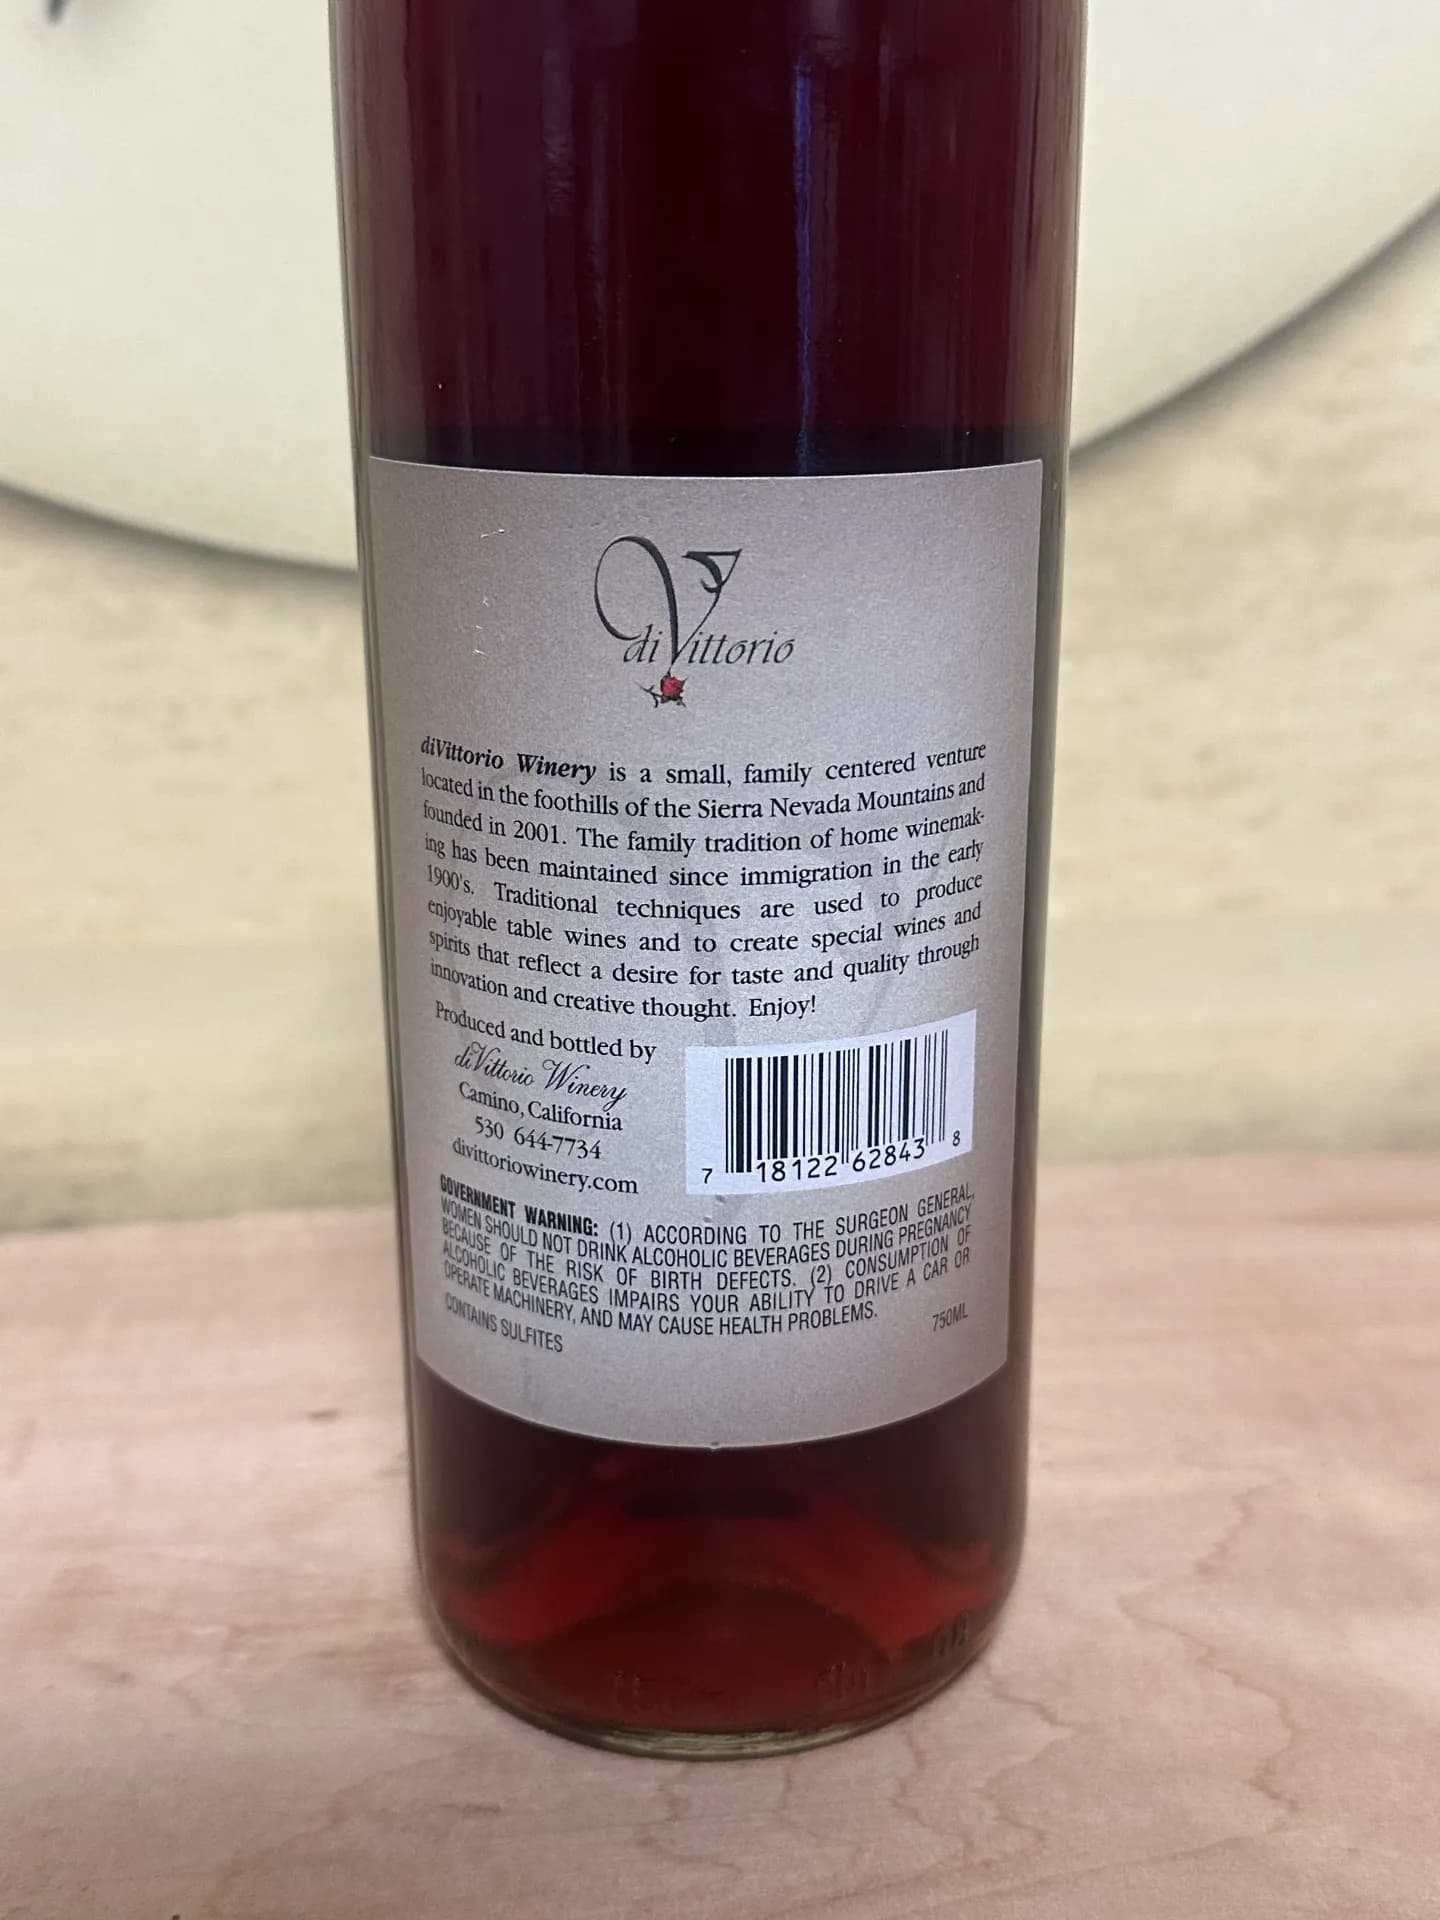 diVittorio
diVittorio Winery is a small, family centered venture
located in the foothills of the Sierra Nevada Mountains and
founded in 2001. The family tradition of home winemak-
ing has been maintained since immigration in the early
1900's. Traditional techniques are used to produce
enjoyable table wines and to create special wines and
spirits that reflect a desire for taste and quality through
innovation and creative thought. Enjoy!
Produced and bottled by
diVittorio Winery
Camino, California
530 644-7734
divittoriowinery.com
7 18122 62843 8
GOVERNMENT WARNING: (1) ACCORDING TO THE SURGEON GENERAL,
WOMEN SHOULD NOT DRINK ALCOHOLIC BEVERAGES DURING PREGNANCY
BECAUSE OF THE RISK OF BIRTH DEFECTS. (2) CONSUMPTION OF
ALCOHOLIC BEVERAGES IMPAIRS YOUR ABILITY TO DRIVE A CAR OR
OPERATE MACHINERY, AND MAY CAUSE HEALTH PROBLEMS.
CONTAINS SULFITES
750ML